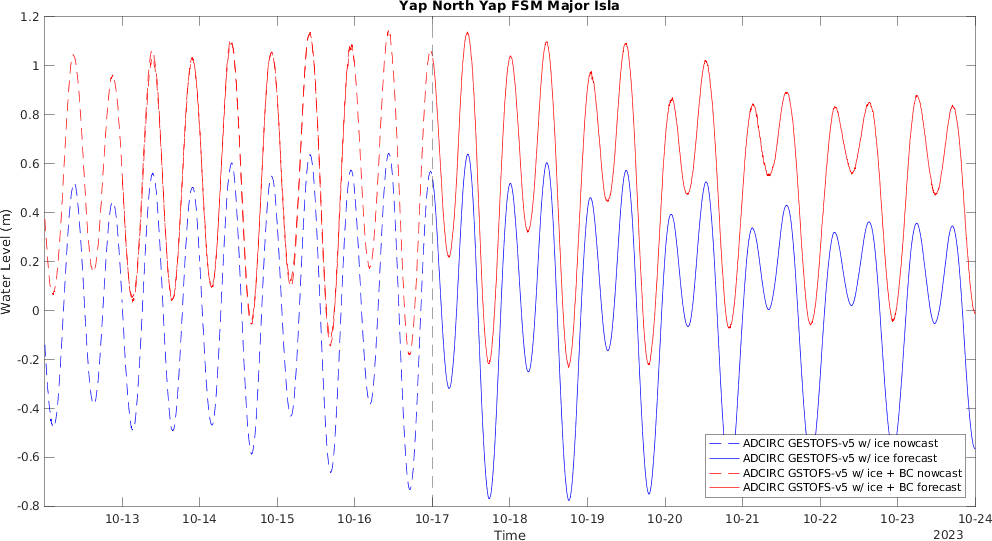 Yap North Yap FSM Major Isla
1.2
1
0.8
0.6
0.4
0.2
0
-0.2
-0.4
-0.6
-0.8
Water Level (m)
ADCIRC GESTOFS-v5 w/ ice nowcast
ADCIRC GESTOFS-v5 w/ ice forecast
ADCIRC GSTOFS-v5 w/ ice + BC nowcast
ADCIRC GSTOFS-v5 w/ ice + BC forecast
10-13 10-14 10-15 10-16 10-17 10-18 10-19 10-20 10-21 10-22 10-23 10-24
Time
2023